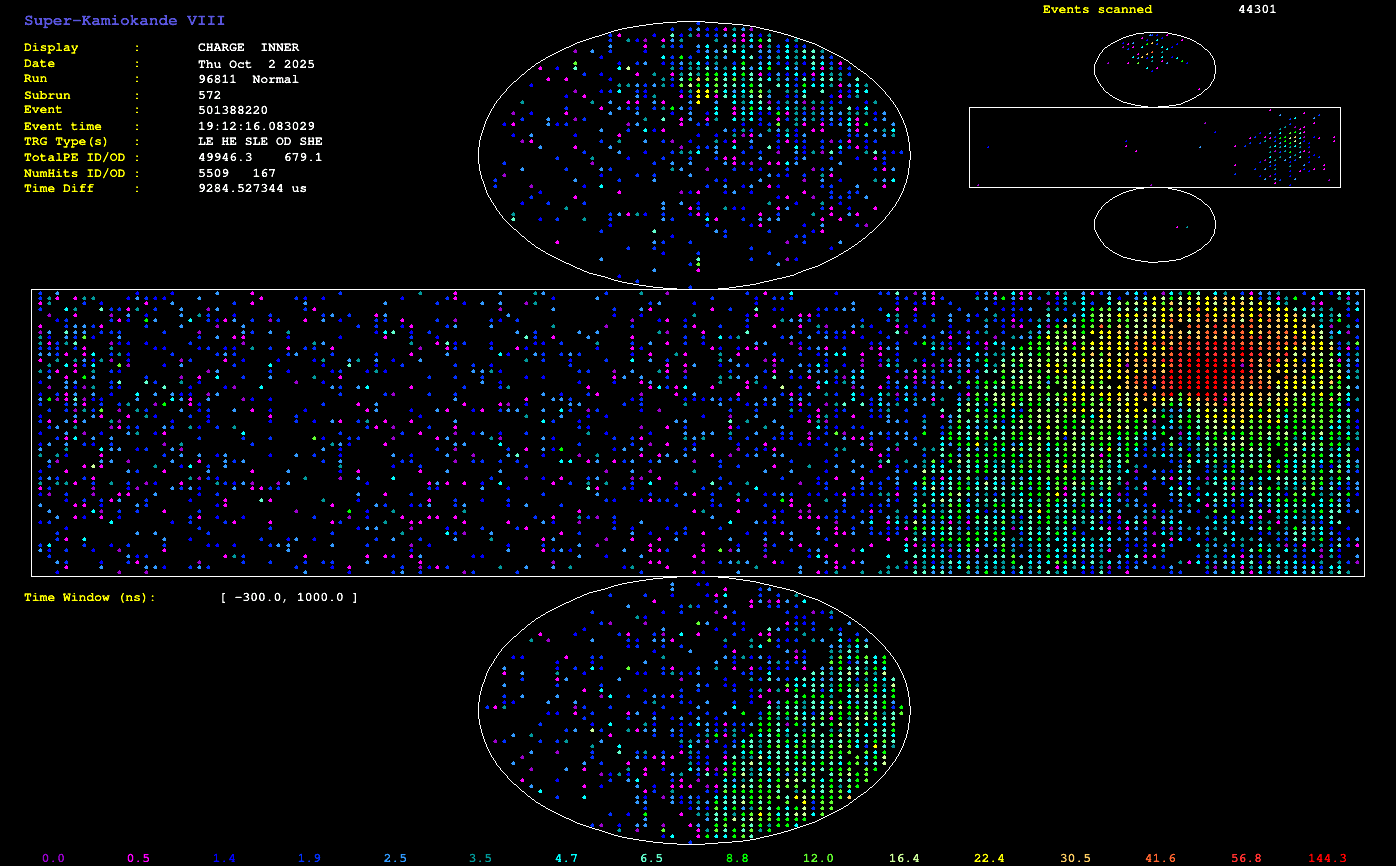 Super-Kamiokande VIII
Events scanned 44301
Display : CHARGE INNER
Date : Thu Oct 2 2025
Run : 96811 Normal
Subrun : 572
Event : 501388220
Event time : 19:12:16.083029
TRG Type(s) : LE HE SLE OD SHE
TotalPE ID/OD : 49946.3 679.1
NumHits ID/OD : 5509 167
Time Diff : 9284.527344 us
Time Window (ns): [ -300.0, 1000.0 ]
0.0 0.5 1.4 1.9 2.5 3.5 4.7 6.5 8.8 12.0 16.4 22.4 30.5 41.6 56.8 144.3